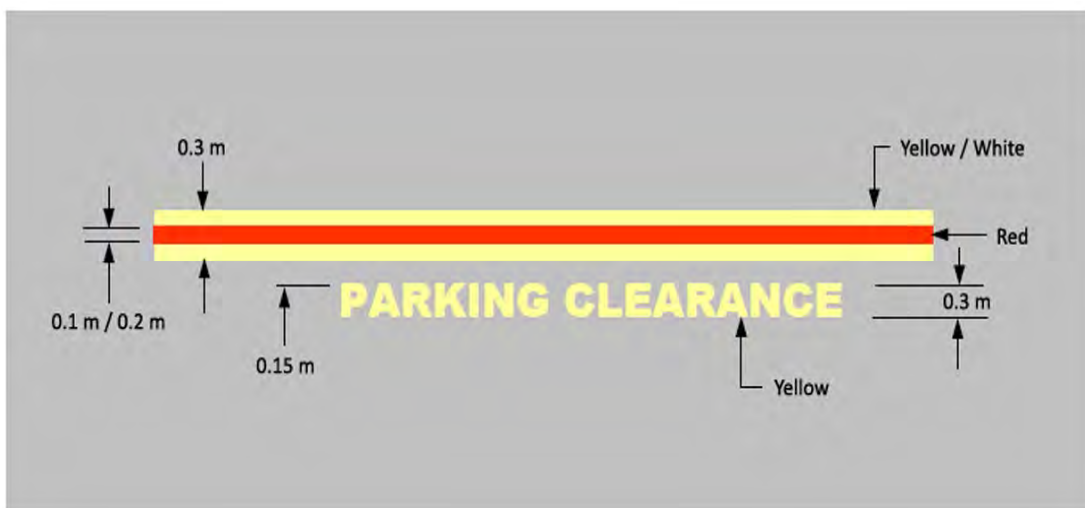 0.3 m
Yellow / White
Red
0.3 m
PARKING CLEARANCE
0.1 m / 0.2 m
0.15 m
Yellow